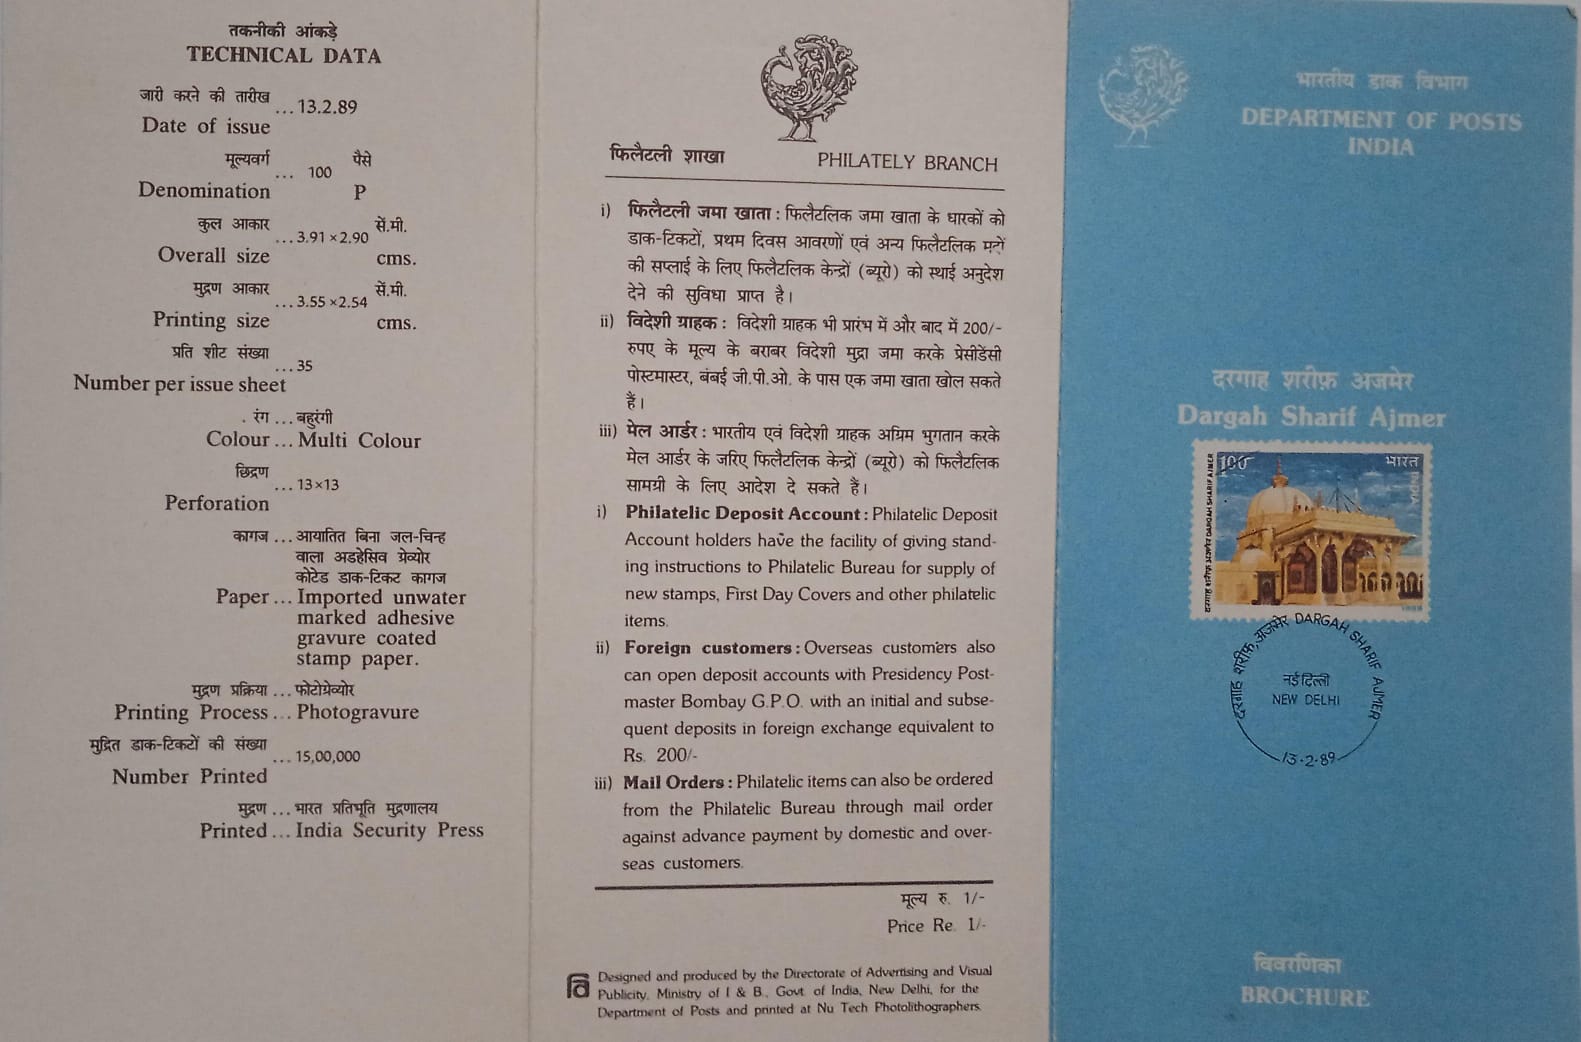 तकनीकी आंकड़े
TECHNICAL DATA
जारी करने की तारीख
... 13.2.89
Date of issue
मूल्यवर्ग पैसे
... 100
Denomination P
कुल आकार सें.मी.
... 3.91 ×2.90
Overall size cms.
मुद्रण आकार सें.मी.
... 3.55 ×2.54
Printing size cms.
प्रति शीट संख्या
... 35
Number per issue sheet
रंग ... बहुरंगी
Colour ... Multi Colour
छिद्रण
... 13×13
Perforation
कागज ... आयातित बिना जल-चिन्ह
वाला अडहेसिव ग्रेव्योर
कोटेड डाक-टिकट कागज
Paper ... Imported unwater
marked adhesive
gravure coated
stamp paper.
मुद्रण प्रक्रिया ... फोटोग्रेव्योर
Printing Process ... Photogravure
मुद्रित डाक-टिकटों की संख्या
... 15,00,000
Number Printed
मुद्रण ... भारत प्रतिभूति मुद्रणालय
Printed ... India Security Press
फिलैटली शाखा PHILATELY BRANCH
i) फिलैटली जमा खाता : फिलैटलिक जमा खाता के धारकों को
डाक-टिकटों, प्रथम दिवस आवरणों एवं अन्य फिलैटलिक मदों
की सप्लाई के लिए फिलैटलिक केन्द्रों (ब्यूरो) को स्थाई अनुदेश
देने की सुविधा प्राप्त है।
ii) विदेशी ग्राहक : विदेशी ग्राहक भी प्रारंभ में और बाद में 200/-
रुपए के मूल्य के बराबर विदेशी मुद्रा जमा करके प्रेसीडेंसी
पोस्टमास्टर, बंबई जी.पी.ओ. के पास एक जमा खाता खोल सकते
हैं।
iii) मेल आर्डर : भारतीय एवं विदेशी ग्राहक अग्रिम भुगतान करके
मेल आर्डर के जरिए फिलैटलिक केन्द्रों (ब्यूरो) को फिलैटलिक
सामग्री के लिए आदेश दे सकते हैं।
i) Philatelic Deposit Account : Philatelic Deposit
Account holders have the facility of giving stand-
ing instructions to Philatelic Bureau for supply of
new stamps, First Day Covers and other philatelic
items.
ii) Foreign customers : Overseas customers also
can open deposit accounts with Presidency Post-
master Bombay G.P.O. with an initial and subse-
quent deposits in foreign exchange equivalent to
Rs. 200/-
iii) Mail Orders : Philatelic items can also be ordered
from the Philatelic Bureau through mail order
against advance payment by domestic and over-
seas customers.
मूल्य रु. 1/-
Price Re. 1/-
Designed and produced by the Directorate of Advertising and Visual
Publicity, Ministry of I & B., Govt. of India, New Delhi, for the
Department of Posts and printed at Nu Tech Photolithographers.
भारतीय डाक विभाग
DEPARTMENT OF POSTS
INDIA
दरगाह शरीफ़ अजमेर
Dargah Sharif Ajmer
100 भारत
INDIA
दरगाह शरीफ़ अजमेर DARGAH SHARIF AJMER
1989
दरगाह शरीफ़, अजमेर DARGAH SHARIF AJMER
नई दिल्ली
NEW DELHI
13.2.89
विवरणिका
BROCHURE